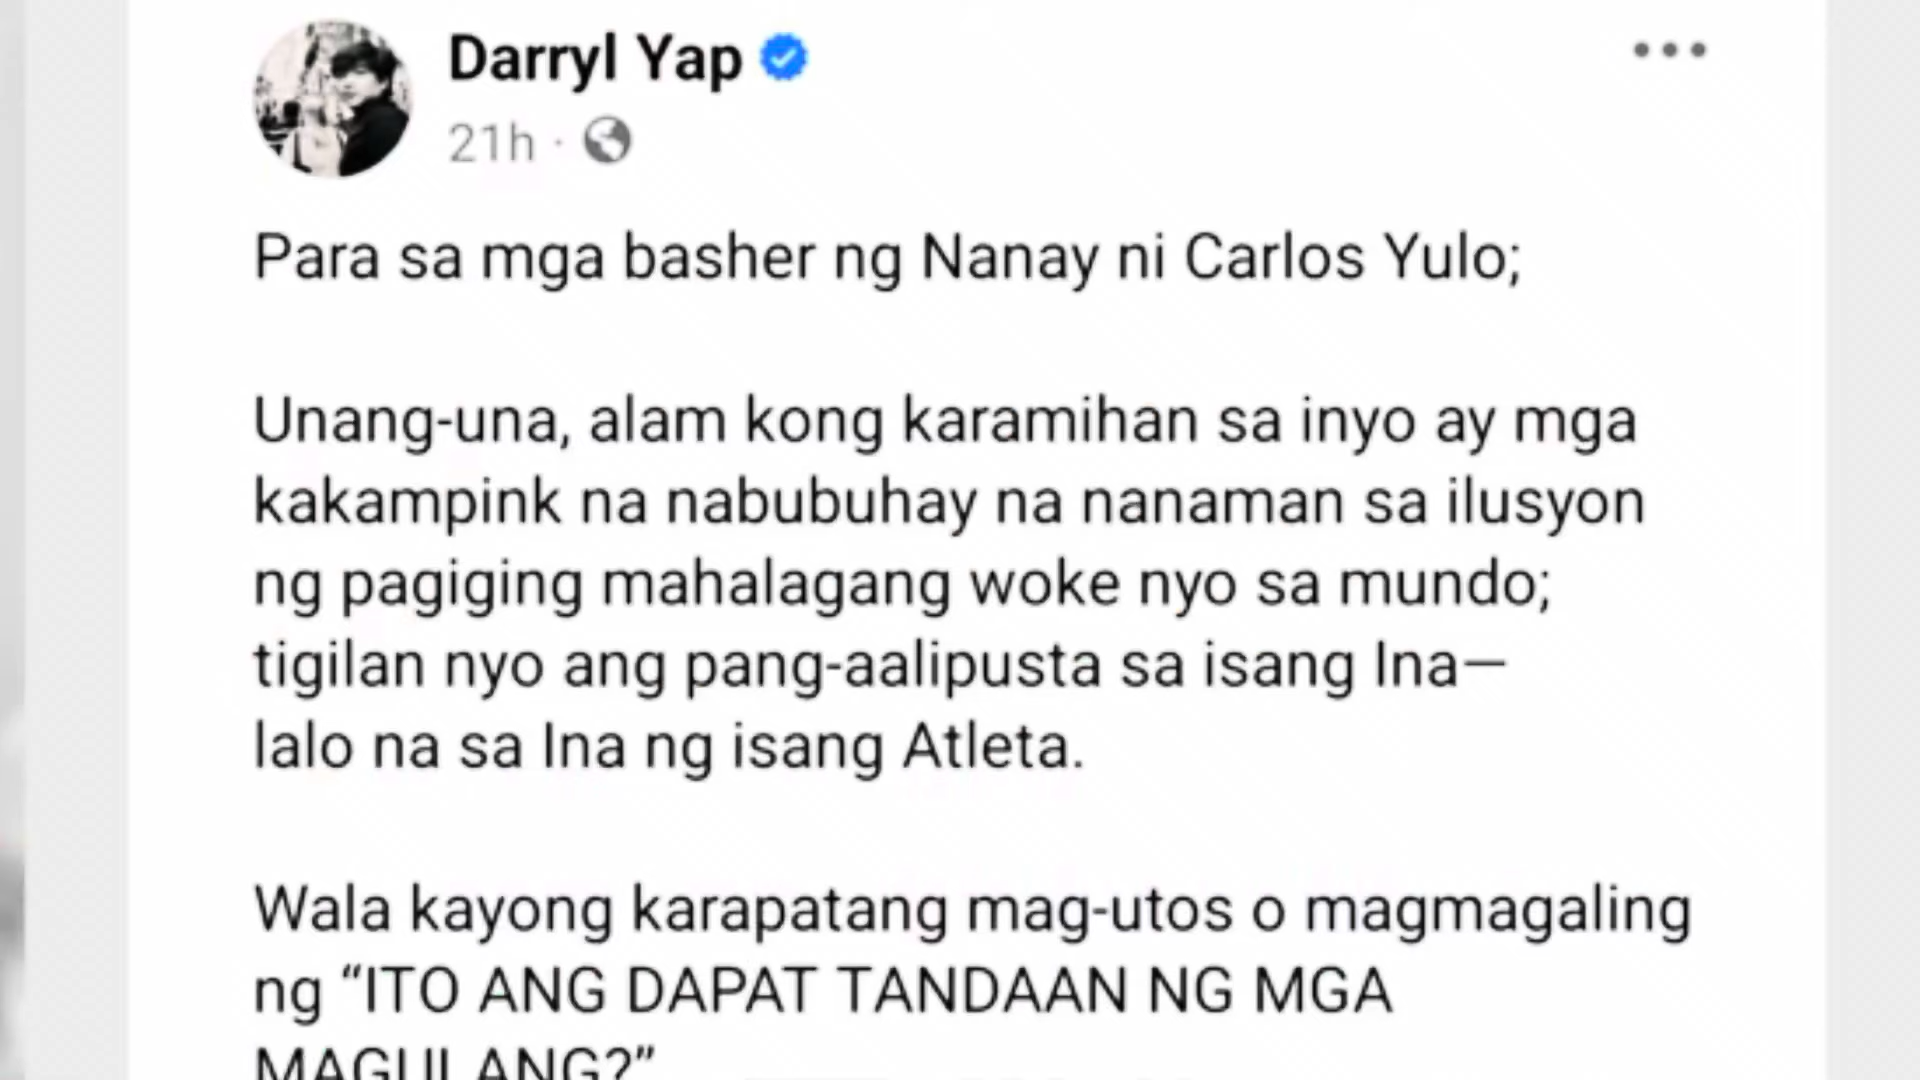 Darryl Yap
21h ·
Para sa mga basher ng Nanay ni Carlos Yulo;
Unang-una, alam kong karamihan sa inyo ay mga
kakampink na nabubuhay na nanaman sa ilusyon
ng pagiging mahalagang woke nyo sa mundo;
tigilan nyo ang pang-aalipusta sa isang Ina—
lalo na sa Ina ng isang Atleta.
Wala kayong karapatang mag-utos o magmagaling
ng “ITO ANG DAPAT TANDAAN NG MGA
MAGULANG?”